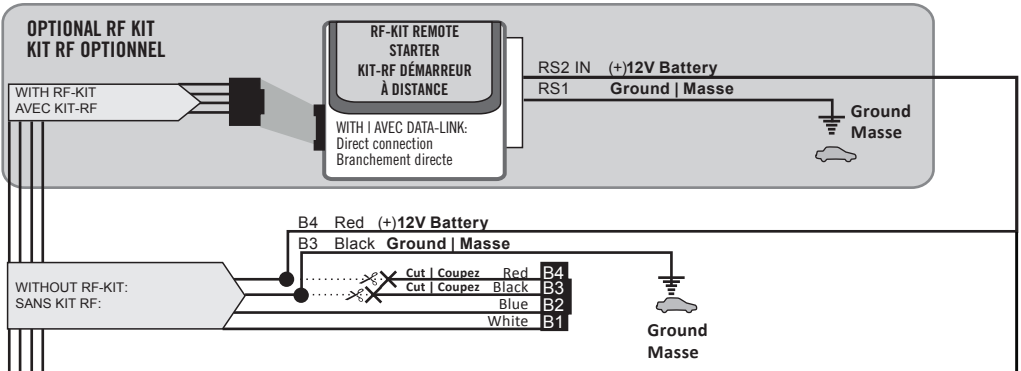 OPTIONAL RF KIT
KIT RF OPTIONNEL
RF-KIT REMOTE
STARTER
KIT-RF DÉMARREUR
À DISTANCE
WITH RF-KIT
AVEC KIT-RF
WITH | AVEC DATA-LINK:
Direct connection
Branchement directe
RS2 IN (+)12V Battery
RS1 Ground | Masse
Ground
Masse
B4 Red (+)12V Battery
B3 Black Ground | Masse
WITHOUT RF-KIT:
SANS KIT RF:
Cut | Coupez Red B4
Cut | Coupez Black B3
Blue B2
White B1
Ground
Masse